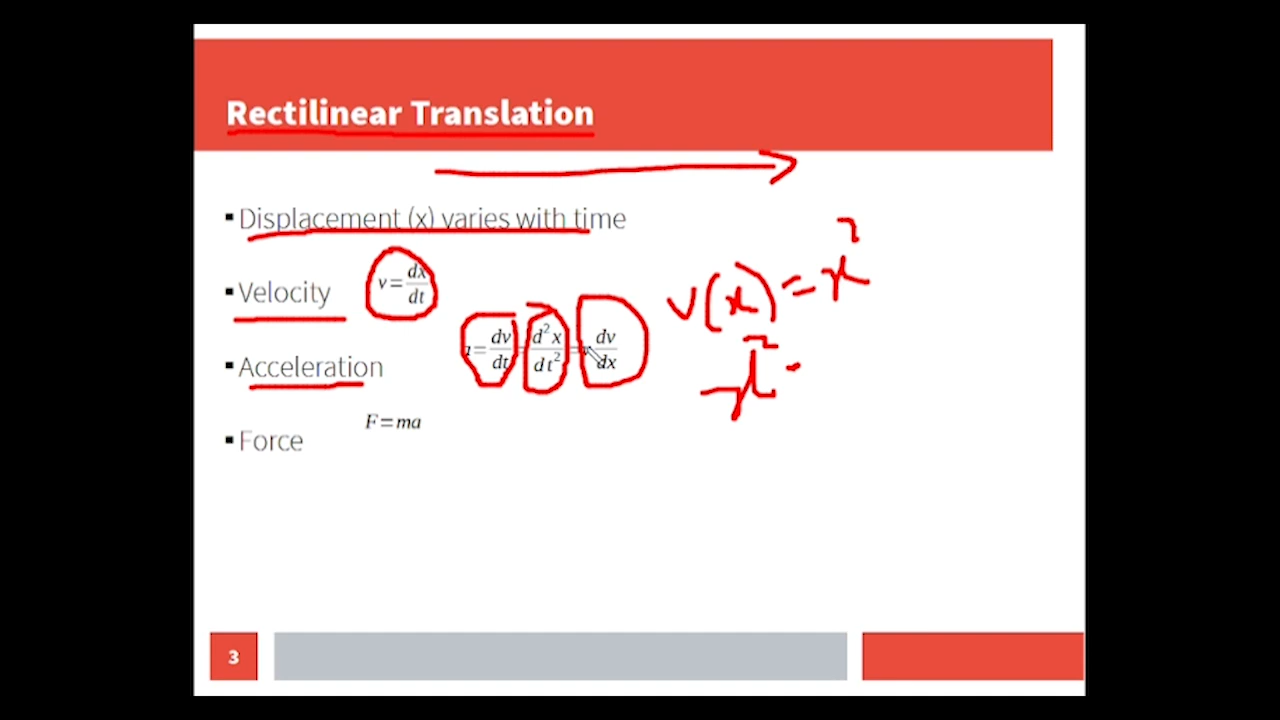 Rectilinear Translation
▪Displacement (x) varies with time
▪Velocity v=dx/dt
v(x)=x²
▪Acceleration a=dv/dt=d²x/dt²=v dv/dx
x² ·
▪Force F=ma
3